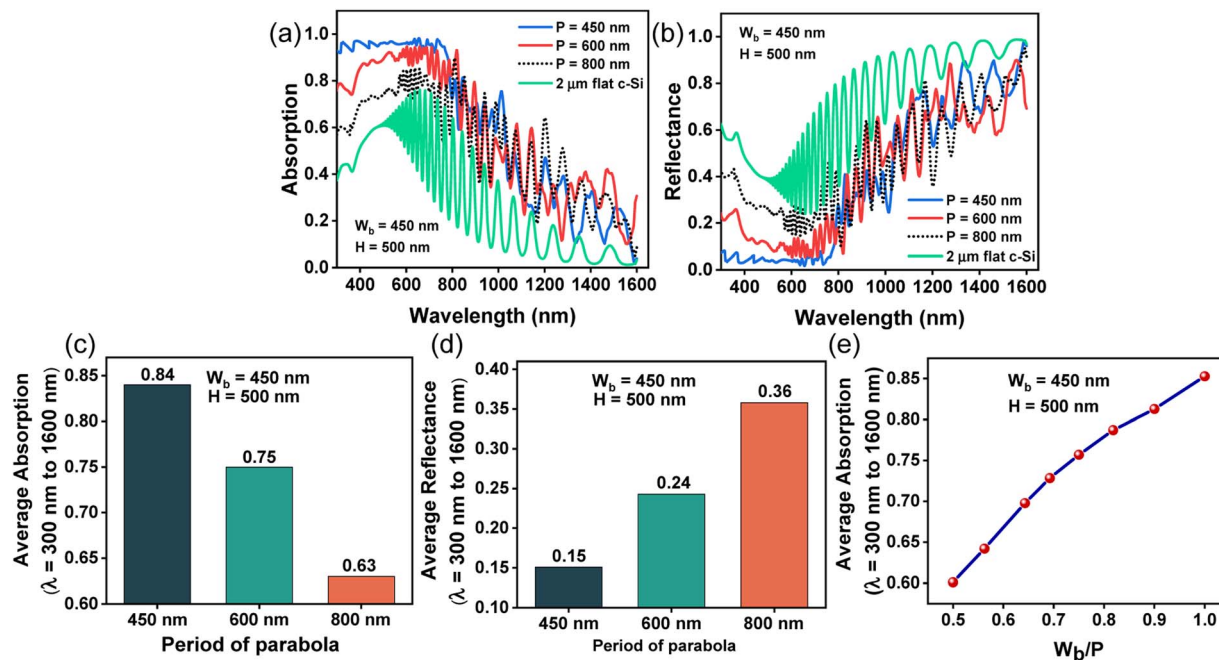 (a)
P = 450 nm
P = 600 nm
P = 800 nm
2 μm flat c-Si
W_b = 450 nm
H = 500 nm
Absorption
1.0
0.8
0.6
0.4
0.2
0.0
400 600 800 1000 1200 1400 1600
Wavelength (nm)
(b)
W_b = 450 nm
H = 500 nm
P = 450 nm
P = 600 nm
P = 800 nm
2 μm flat c-Si
Reflectance
1.0
0.8
0.6
0.4
0.2
0.0
400 600 800 1000 1200 1400 1600
Wavelength (nm)
(c)
W_b = 450 nm
H = 500 nm
0.84
0.75
0.63
Average Absorption
(λ = 300 nm to 1600 nm)
0.85
0.80
0.75
0.70
0.65
0.60
450 nm 600 nm 800 nm
Period of parabola
(d)
W_b = 450 nm
H = 500 nm
0.15
0.24
0.36
Average Reflectance
(λ = 300 nm to 1600 nm)
0.40
0.35
0.30
0.25
0.20
0.15
0.10
450 nm 600 nm 800 nm
Period of parabola
(e)
W_b = 450 nm
H = 500 nm
Average Absorption
(λ = 300 nm to 1600 nm)
0.85
0.80
0.75
0.70
0.65
0.60
0.5 0.6 0.7 0.8 0.9 1.0
W_b/P